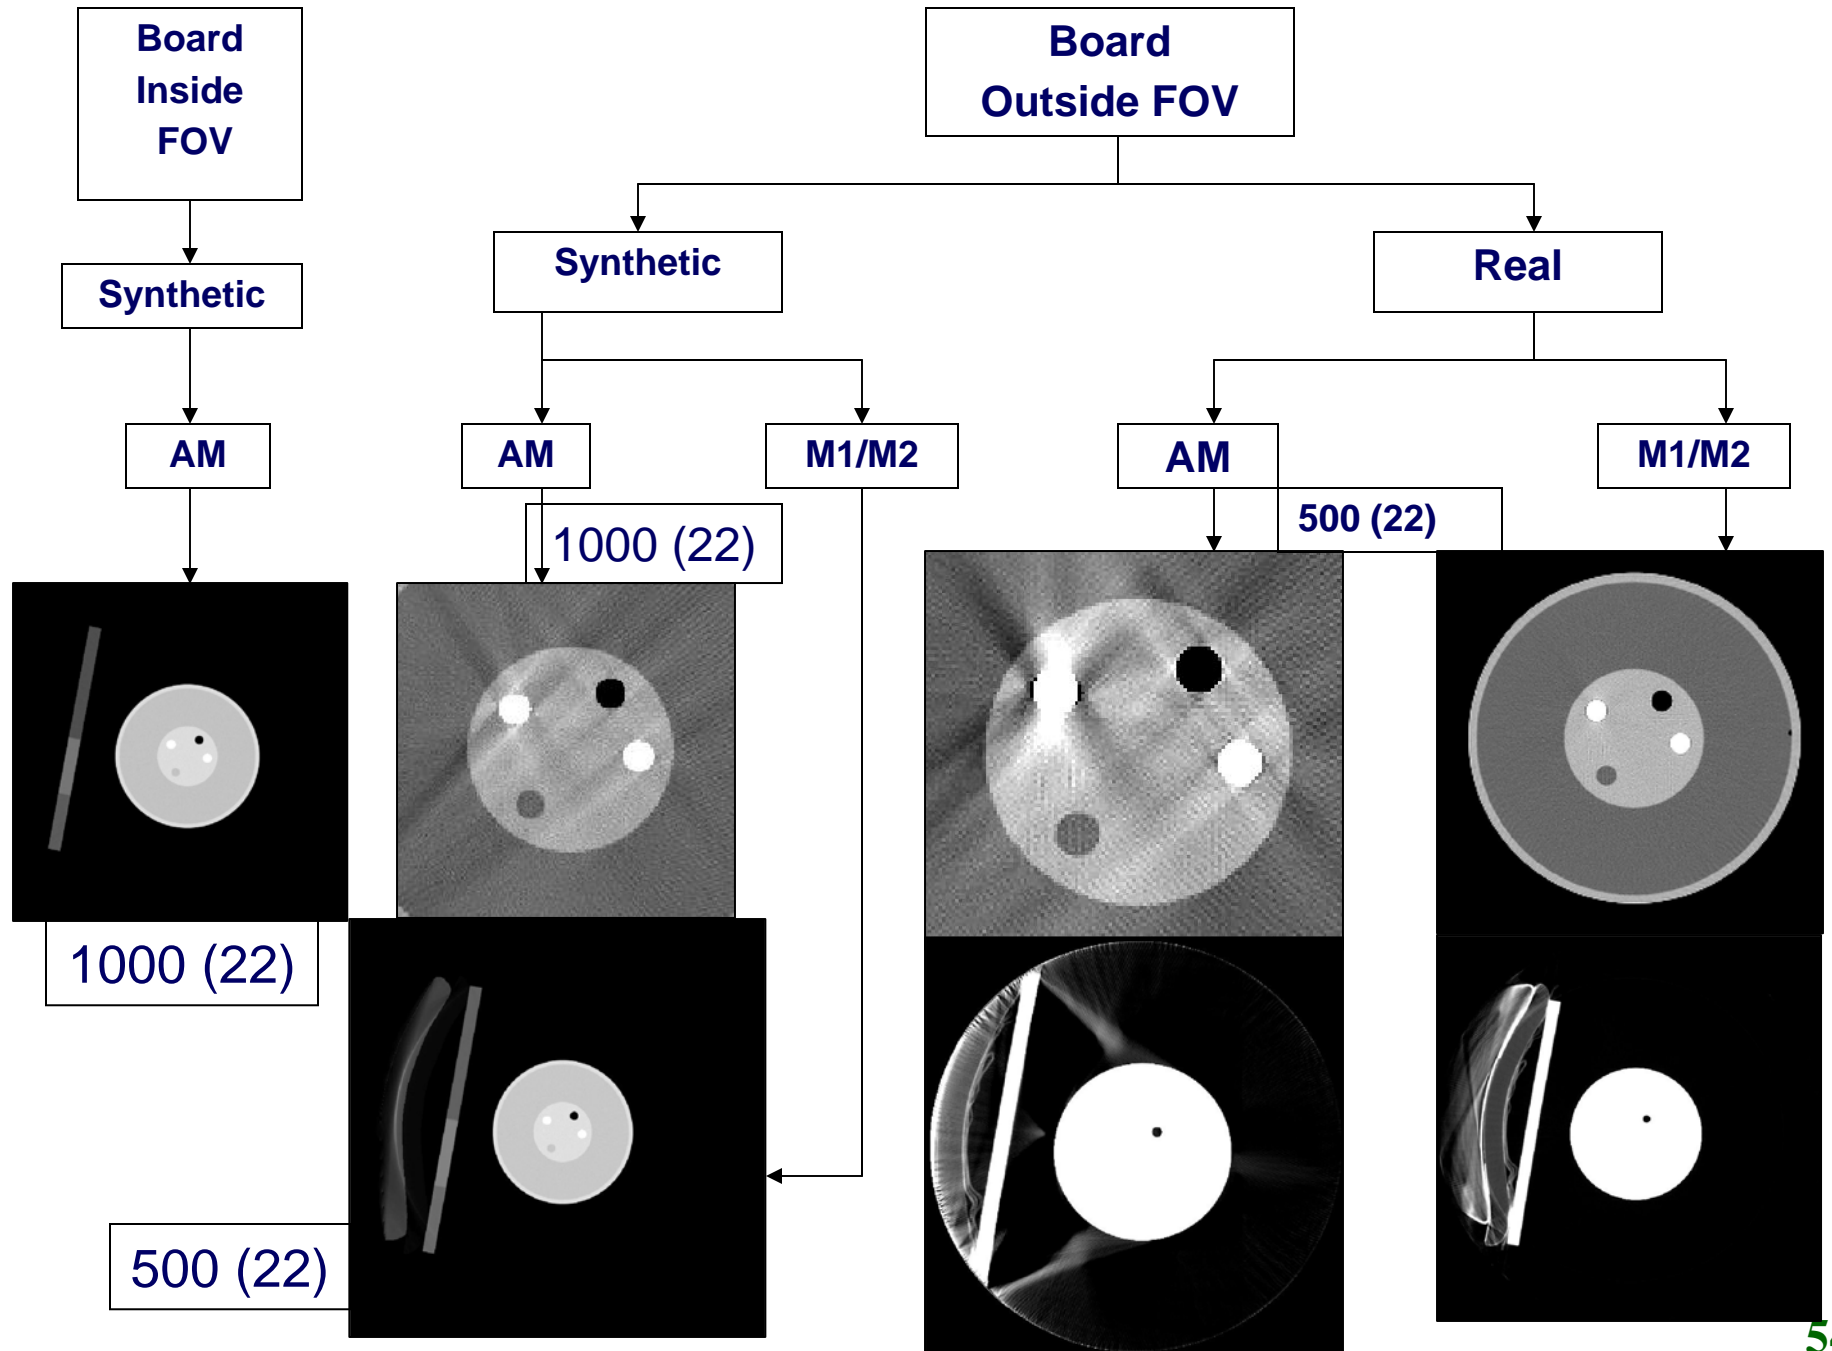 Board
Inside
FOV
Board
Outside FOV
Synthetic
Synthetic
Real
AM
AM
M1/M2
AM
M1/M2
1000 (22)
500 (22)
1000 (22)
500 (22)